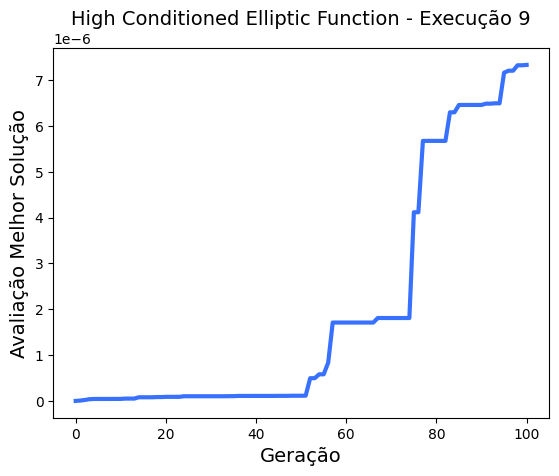 High Conditioned Elliptic Function - Execução 9
1e−6
7
6
5
4
3
2
1
0
Avaliação Melhor Solução
0 20 40 60 80 100
Geração